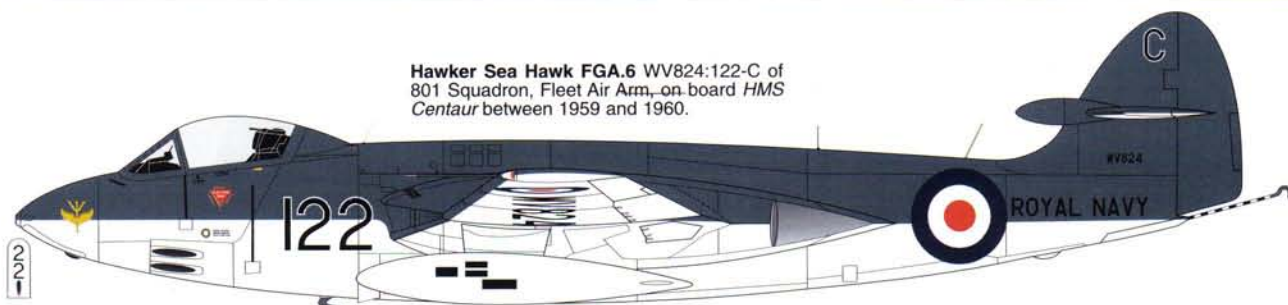 Hawker Sea Hawk FGA.6 WV824:122-C of
801 Squadron, Fleet Air Arm, on board HMS
Centaur between 1959 and 1960.
C
WV824
122
ROYAL NAVY
22